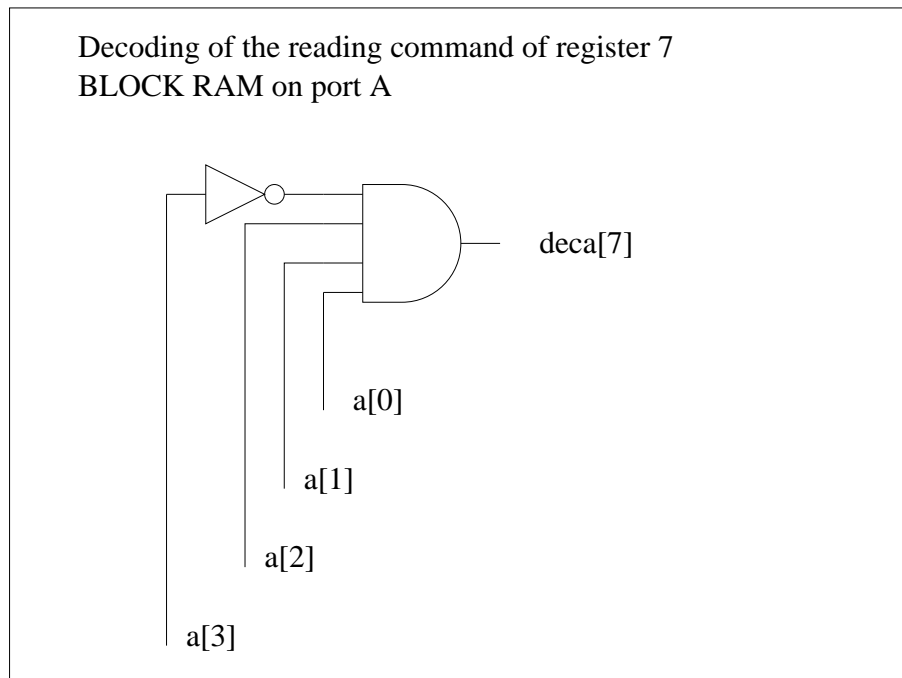 Decoding of the reading command of register 7
BLOCK RAM on port A
deca[7]
a[0]
a[1]
a[2]
a[3]